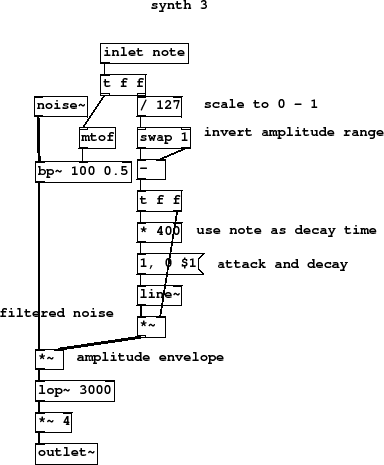 synth 3
inlet note
t f f
noise~
/ 127
scale to 0 - 1
mtof
swap 1
invert amplitude range
bp~ 100 0.5
-
t f f
* 400
use note as decay time
1, 0 $1
attack and decay
line~
filtered noise
*~
*~
amplitude envelope
lop~ 3000
*~ 4
outlet~